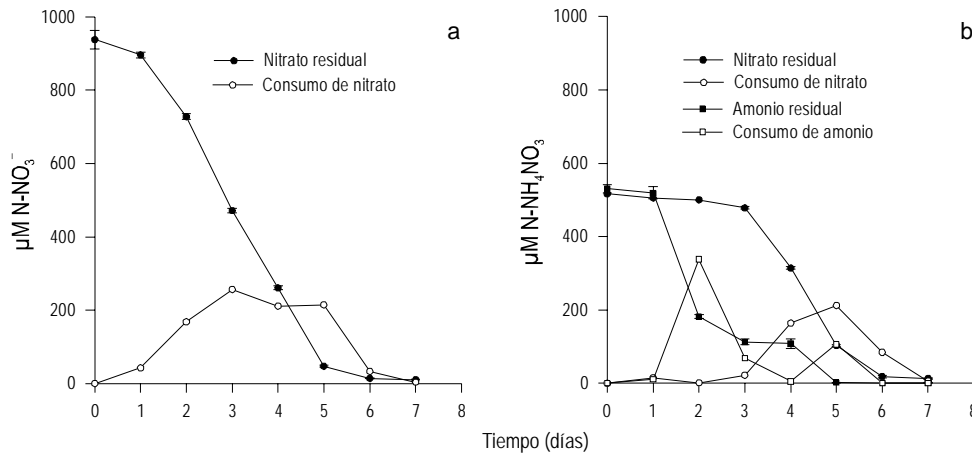 a
1000
800
600
400
200
0
µM N-NO₃⁻
Nitrato residual
Consumo de nitrato
0 1 2 3 4 5 6 7 8
b
1000
800
600
400
200
0
µM N-NH₄NO₃
Nitrato residual
Consumo de nitrato
Amonio residual
Consumo de amonio
0 1 2 3 4 5 6 7 8
Tiempo (días)